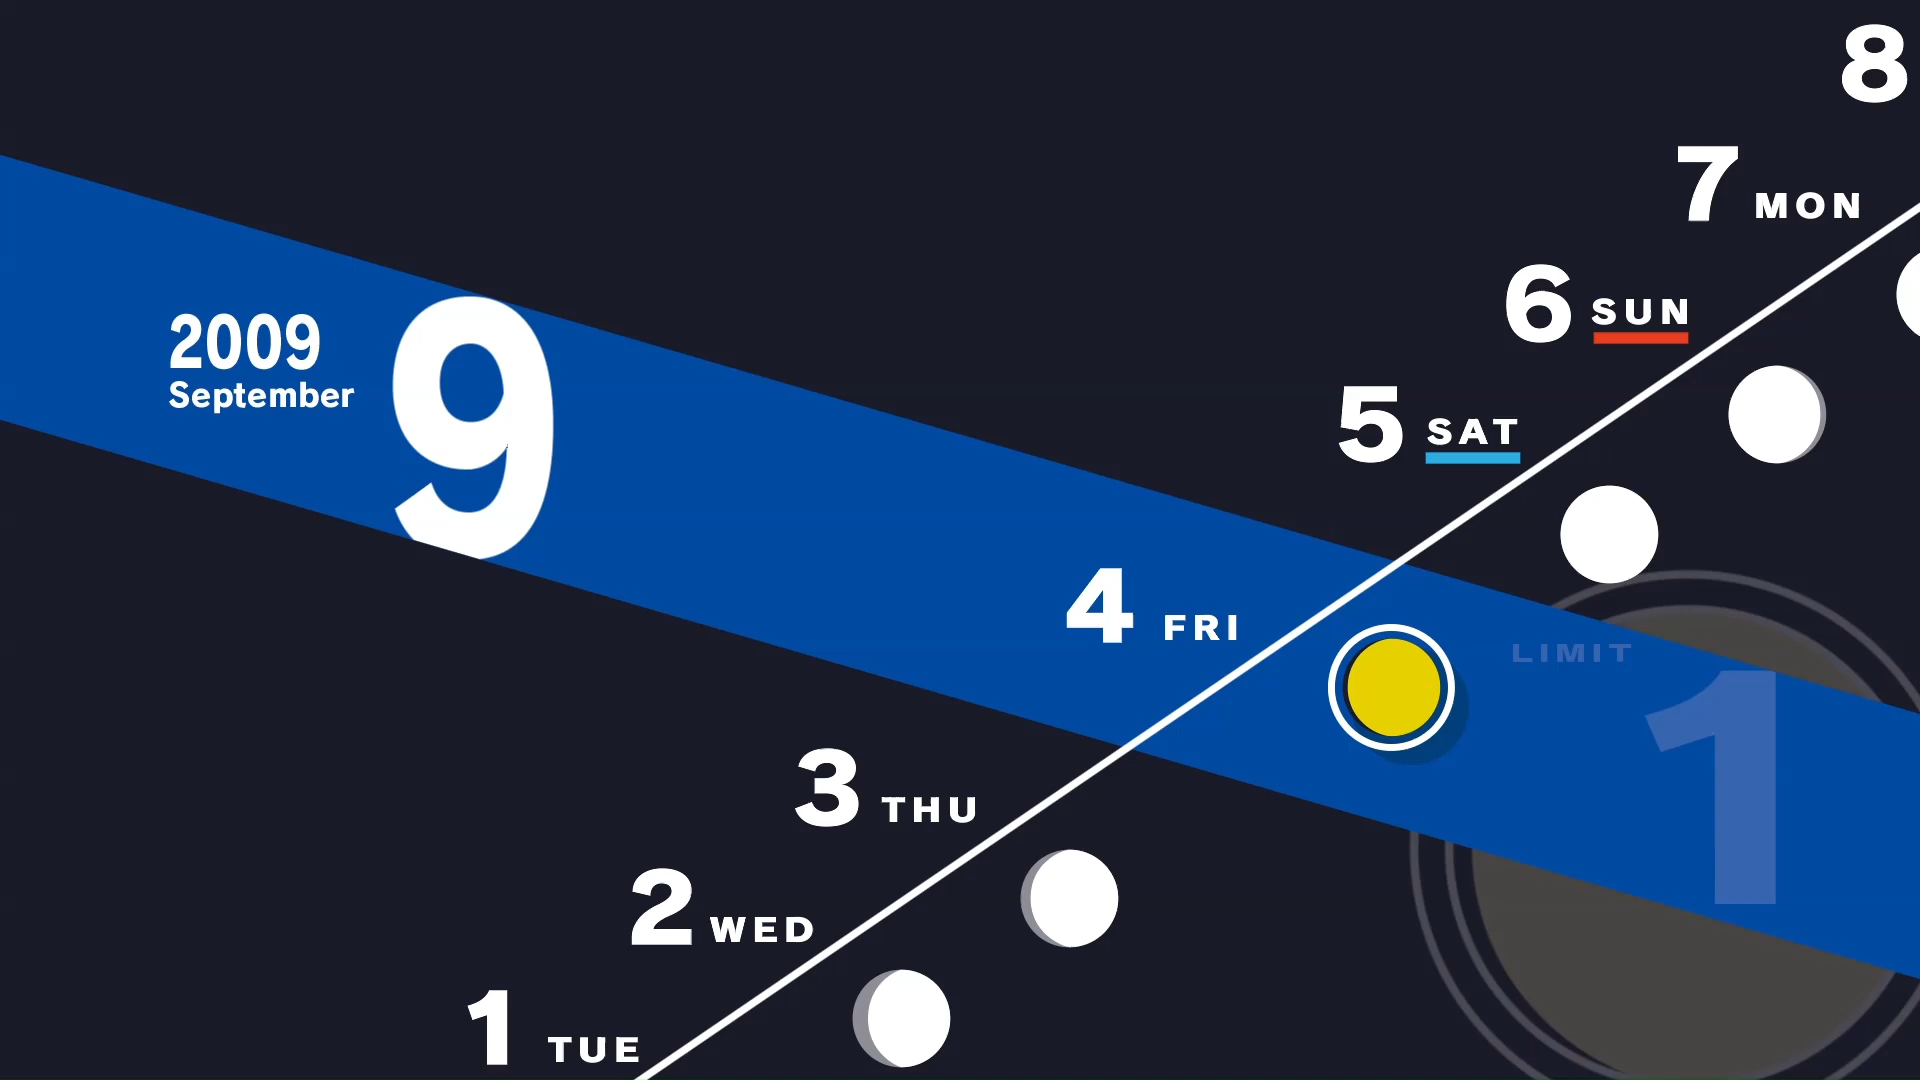 2009
September
9
8
7 MON
6 SUN
5 SAT
4 FRI
3 THU
2 WED
1 TUE
LIMIT
1